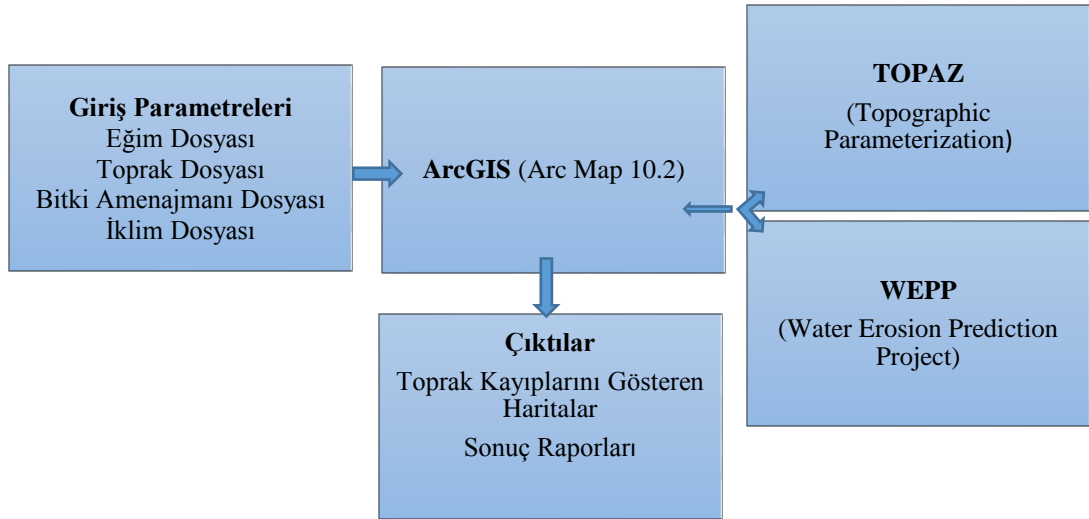 Giriş Parametreleri
Eğim Dosyası
Toprak Dosyası
Bitki Amenajmanı Dosyası
İklim Dosyası
ArcGIS (Arc Map 10.2)
TOPAZ
(Topographic
Parameterization)
WEPP
(Water Erosion Prediction
Project)
Çıktılar
Toprak Kayıplarını Gösteren
Haritalar
Sonuç Raporları